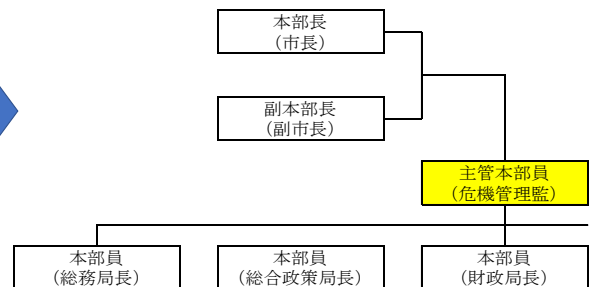 本部長
（市長）
副本部長
（副市長）
主管本部員
（危機管理監）
本部員
（総務局長）
本部員
（総合政策局長）
本部員
（財政局長）